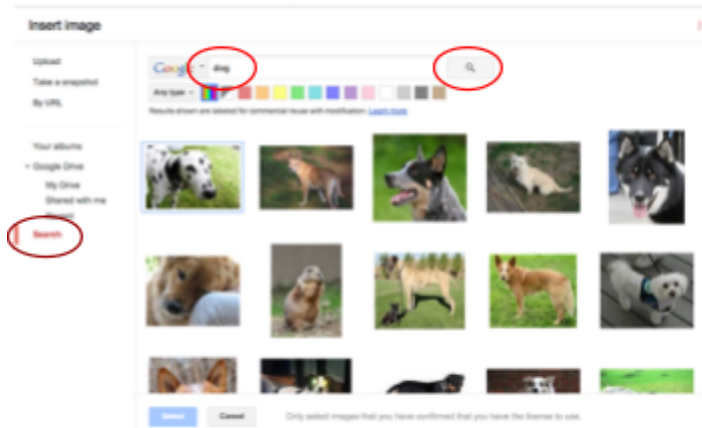 Insert image
Upload
Take a snapshot
By URL
Google dog
Any type
Results shown are labeled for commercial reuse with modification. Learn more
Your albums
Google Drive
My Drive
Shared with me
Search
Select Cancel Only select images that you have confirmed that you have the license to use.